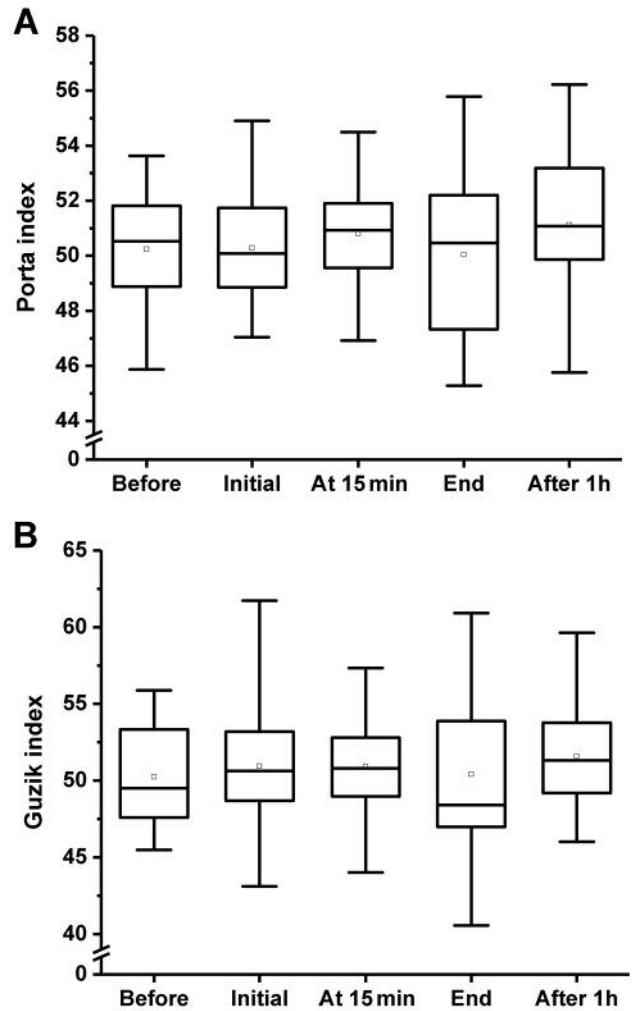 A
58
56
54
52
50
48
46
44
0
Porta index
Before Initial At 15 min End After 1h
B
65
60
55
50
45
40
0
Guzik index
Before Initial At 15 min End After 1h